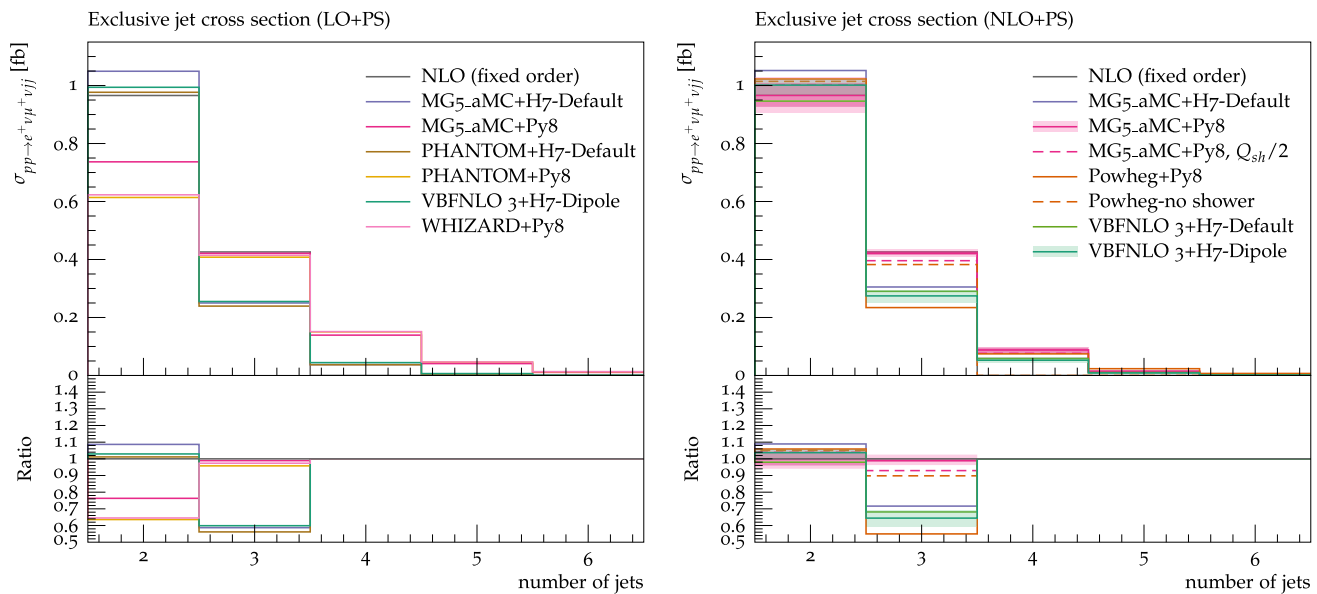 Exclusive jet cross section (LO+PS)
σ_{pp→e⁺νμ⁺νjj} [fb]
NLO (fixed order)
MG5_aMC+H7-Default
MG5_aMC+Py8
PHANTOM+H7-Default
PHANTOM+Py8
VBFNLO 3+H7-Dipole
WHIZARD+Py8
1
0.8
0.6
0.4
0.2
0
1.4
1.3
1.2
1.1
1.0
0.9
0.8
0.7
0.6
0.5
Ratio
2 3 4 5 6
number of jets
Exclusive jet cross section (NLO+PS)
σ_{pp→e⁺νμ⁺νjj} [fb]
NLO (fixed order)
MG5_aMC+H7-Default
MG5_aMC+Py8
MG5_aMC+Py8, Q_{sh}/2
Powheg+Py8
Powheg-no shower
VBFNLO 3+H7-Default
VBFNLO 3+H7-Dipole
1
0.8
0.6
0.4
0.2
0
1.4
1.3
1.2
1.1
1.0
0.9
0.8
0.7
0.6
0.5
Ratio
2 3 4 5 6
number of jets